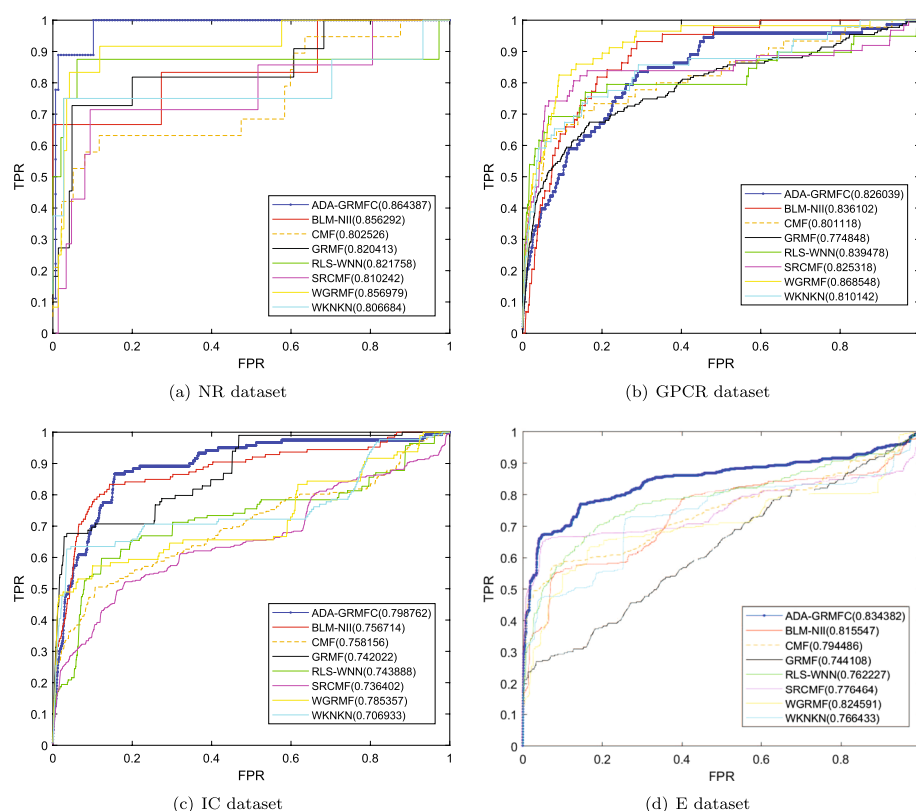 1
0.9
0.8
0.7
0.6
0.5
0.4
0.3
0.2
0.1
0
TPR
0 0.2 0.4 0.6 0.8 1
FPR
ADA-GRMFC(0.864387)
BLM-NII(0.856292)
CMF(0.802526)
GRMF(0.820413)
RLS-WNN(0.821758)
SRCMF(0.810242)
WGRMF(0.856979)
WKNKN(0.806684)
(a) NR dataset
1
0.9
0.8
0.7
0.6
0.5
0.4
0.3
0.2
0.1
0
TPR
0 0.2 0.4 0.6 0.8 1
FPR
ADA-GRMFC(0.826039)
BLM-NII(0.836102)
CMF(0.801118)
GRMF(0.774848)
RLS-WNN(0.839478)
SRCMF(0.825318)
WGRMF(0.868548)
WKNKN(0.810142)
(b) GPCR dataset
1
0.9
0.8
0.7
0.6
0.5
0.4
0.3
0.2
0.1
0
TPR
0 0.2 0.4 0.6 0.8 1
FPR
ADA-GRMFC(0.798762)
BLM-NII(0.756714)
CMF(0.758156)
GRMF(0.742022)
RLS-WNN(0.743888)
SRCMF(0.736402)
WGRMF(0.785357)
WKNKN(0.706933)
(c) IC dataset
1
0.9
0.8
0.7
0.6
0.5
0.4
0.3
0.2
0.1
0
TPR
0 0.2 0.4 0.6 0.8
FPR
ADA-GRMFC(0.834382)
BLM-NII(0.815547)
CMF(0.794486)
GRMF(0.744108)
RLS-WNN(0.762227)
SRCMF(0.776464)
WGRMF(0.824591)
WKNKN(0.766433)
(d) E dataset